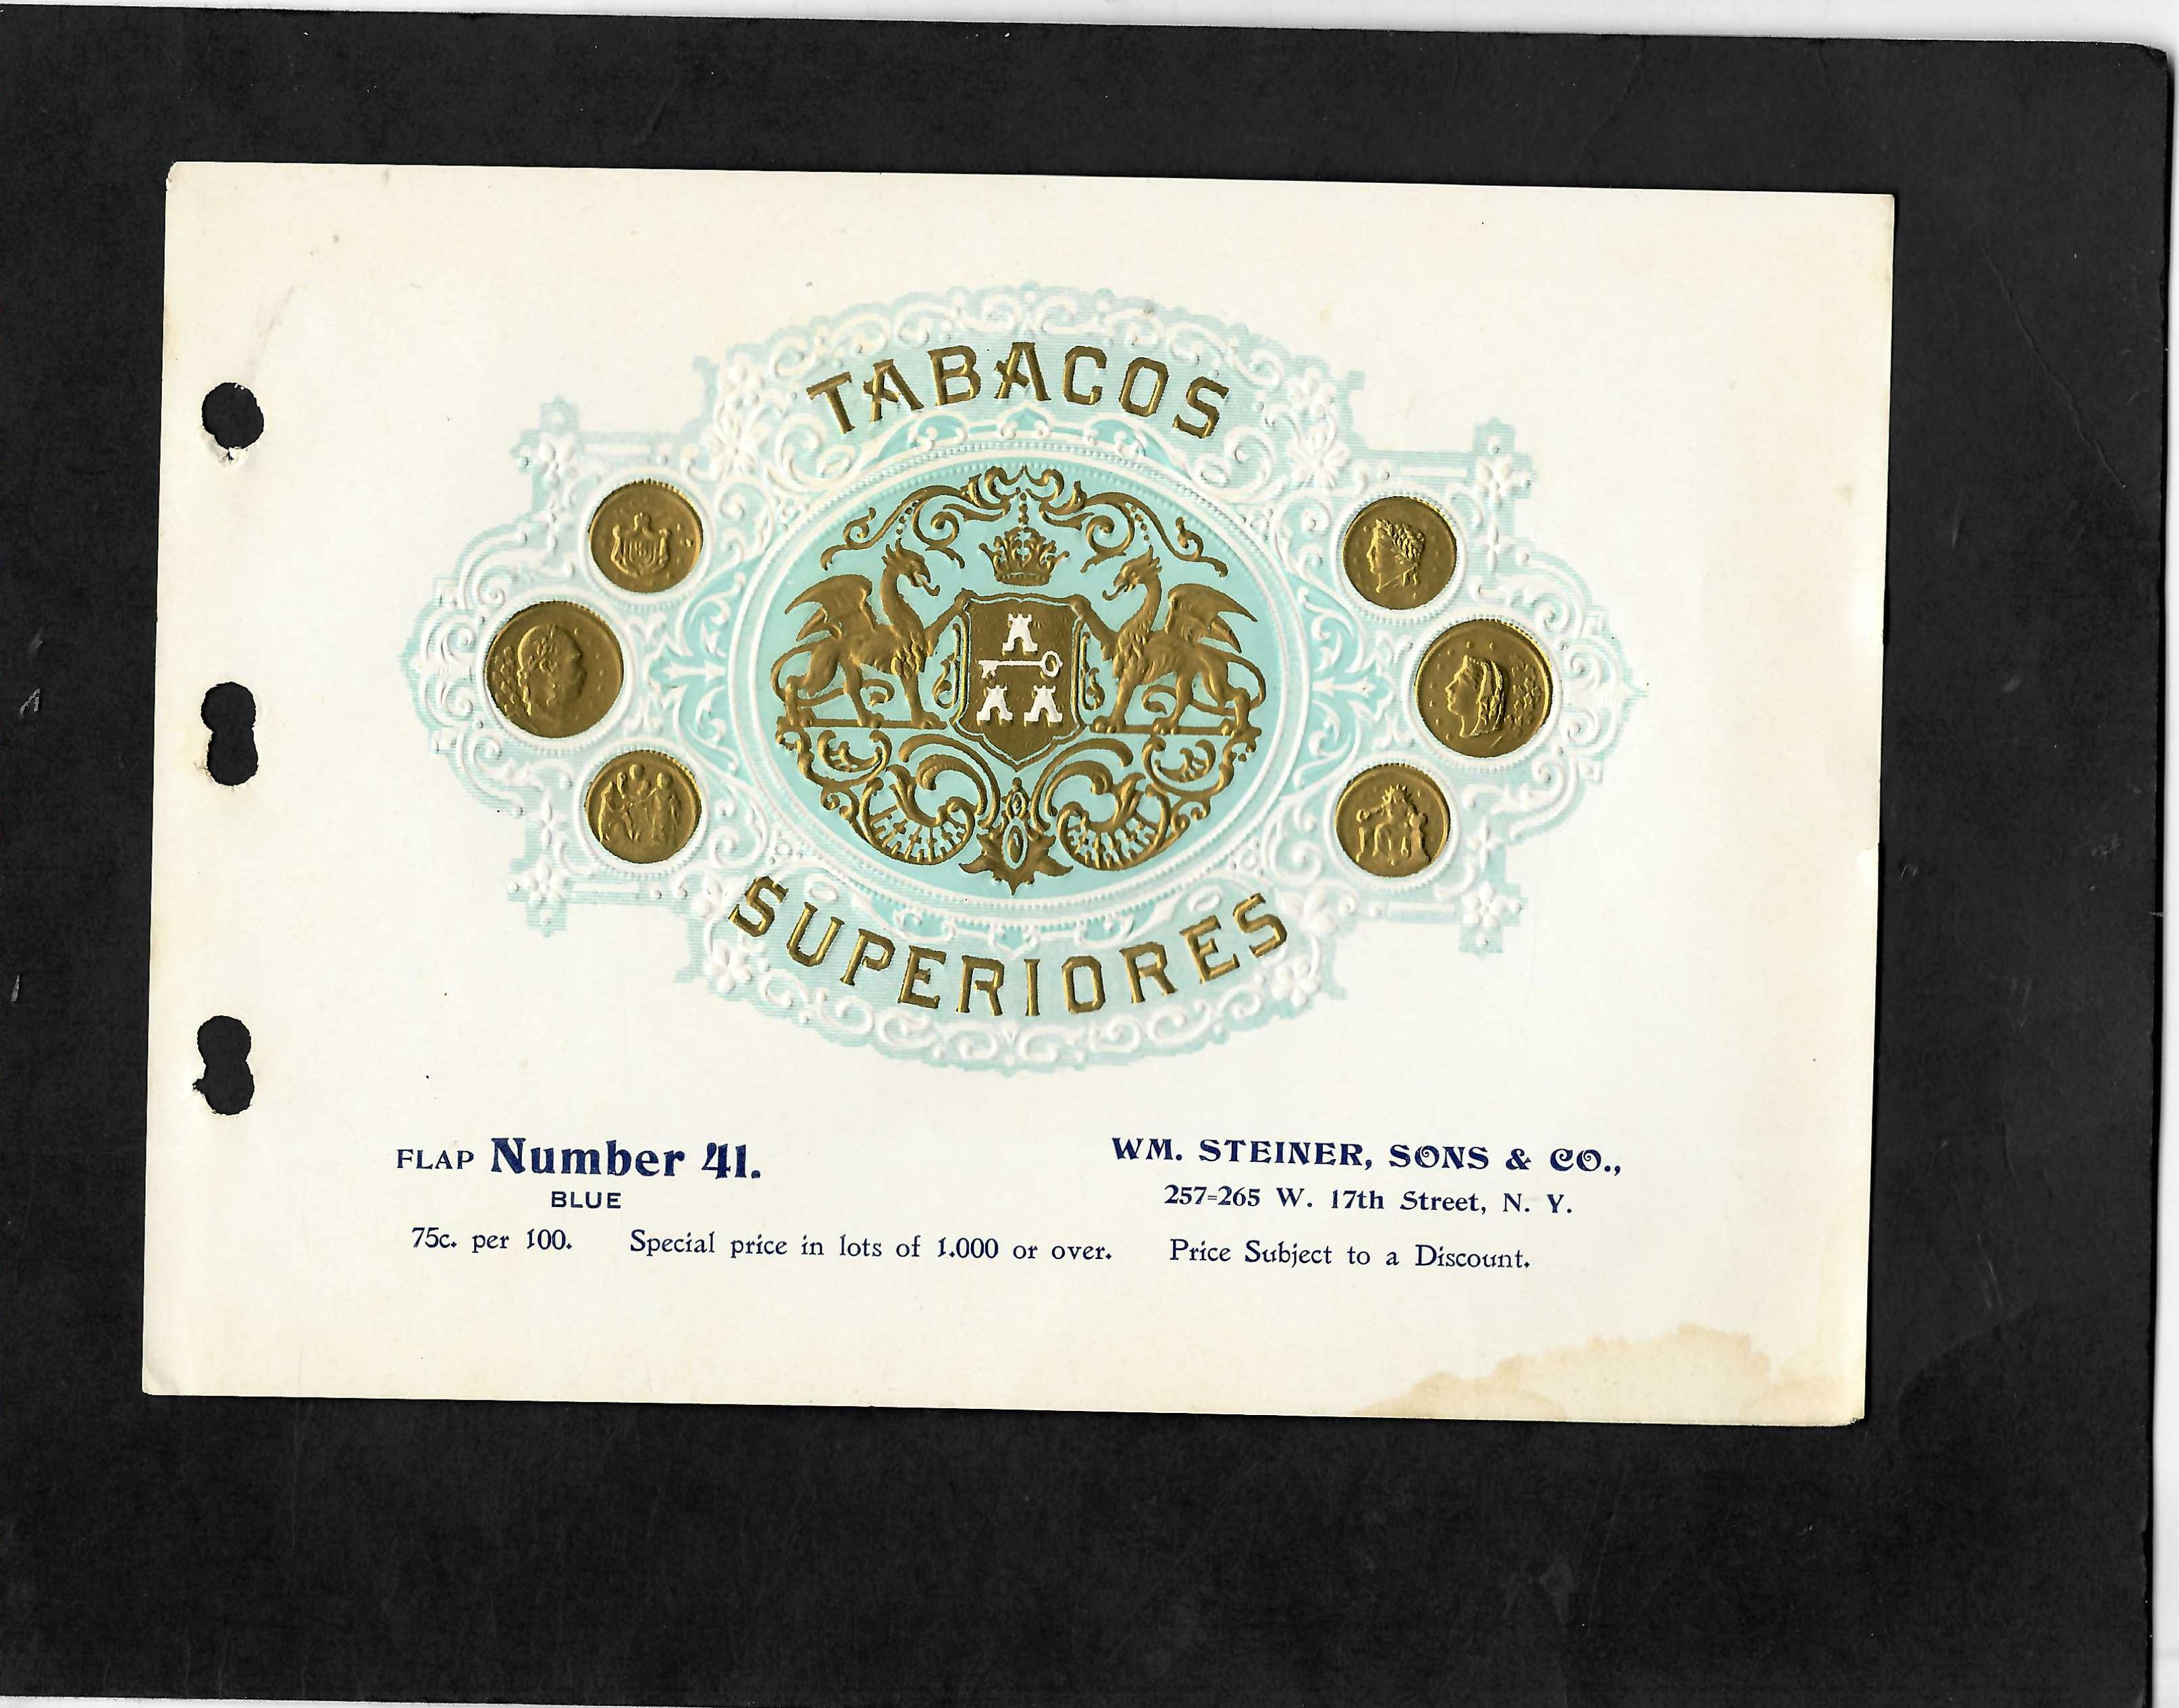 TABACOS
SUPERIORES
FLAP Number 41.
BLUE
WM. STEINER, SONS & CO.,
257=265 W. 17th Street, N. Y.
75c. per 100. Special price in lots of 1.000 or over. Price Subject to a Discount.